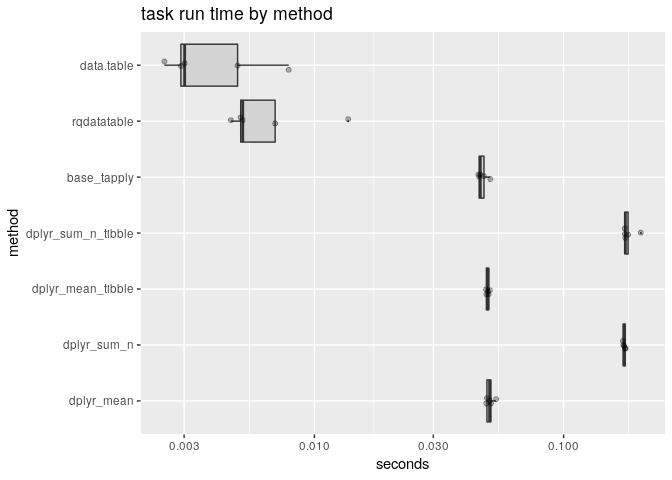 task run time by method
data.table
rqdatatable
base_tapply
dplyr_sum_n_tibble
dplyr_mean_tibble
dplyr_sum_n
dplyr_mean
method
0.003 0.010 0.030 0.100
seconds